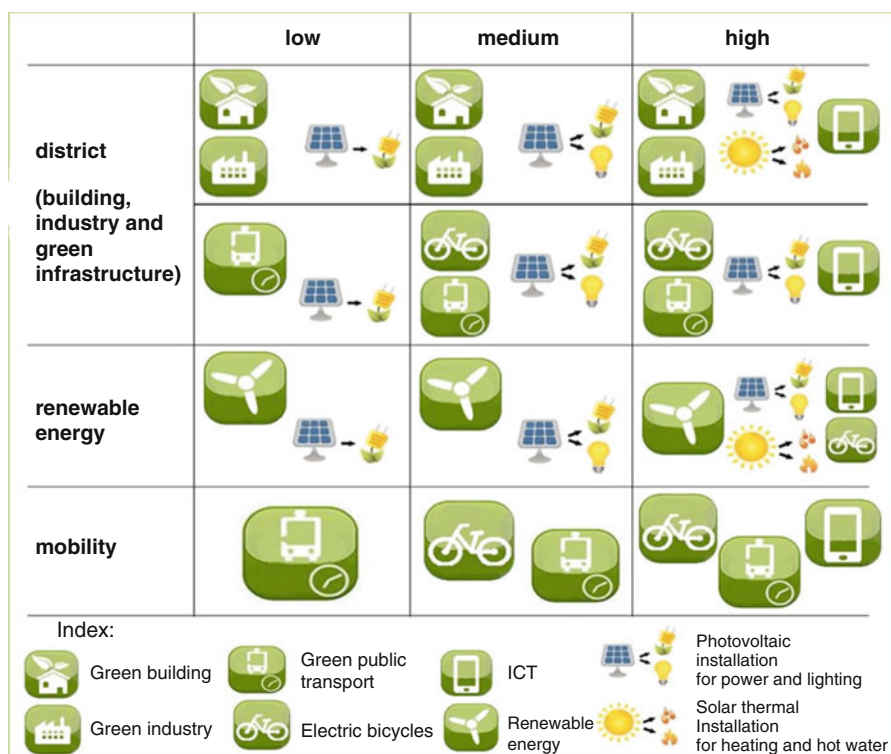 low medium high
district
(building,
industry and
green
infrastructure)
renewable
energy
mobility
Index:
Green building
Green public
transport
ICT
Photovoltaic
installation
for power and lighting
Green industry
Electric bicycles
Renewable
energy
Solar thermal
Installation
for heating and hot water